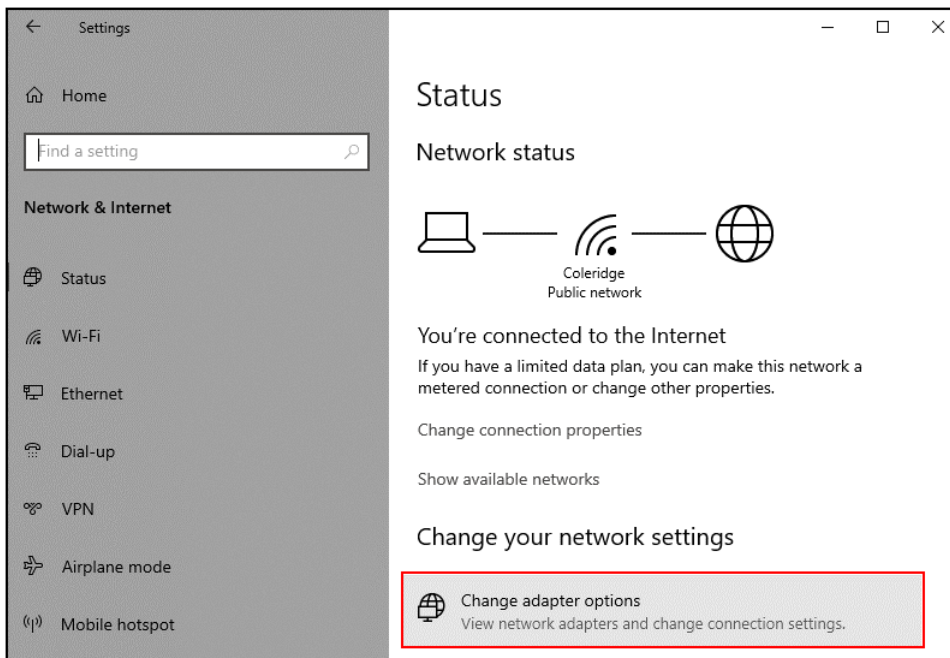 Settings
Home
Find a setting
Network & Internet
Status
Wi-Fi
Ethernet
Dial-up
VPN
Airplane mode
Mobile hotspot
Status
Network status
Coleridge
Public network
You're connected to the Internet
If you have a limited data plan, you can make this network a
metered connection or change other properties.
Change connection properties
Show available networks
Change your network settings
Change adapter options
View network adapters and change connection settings.